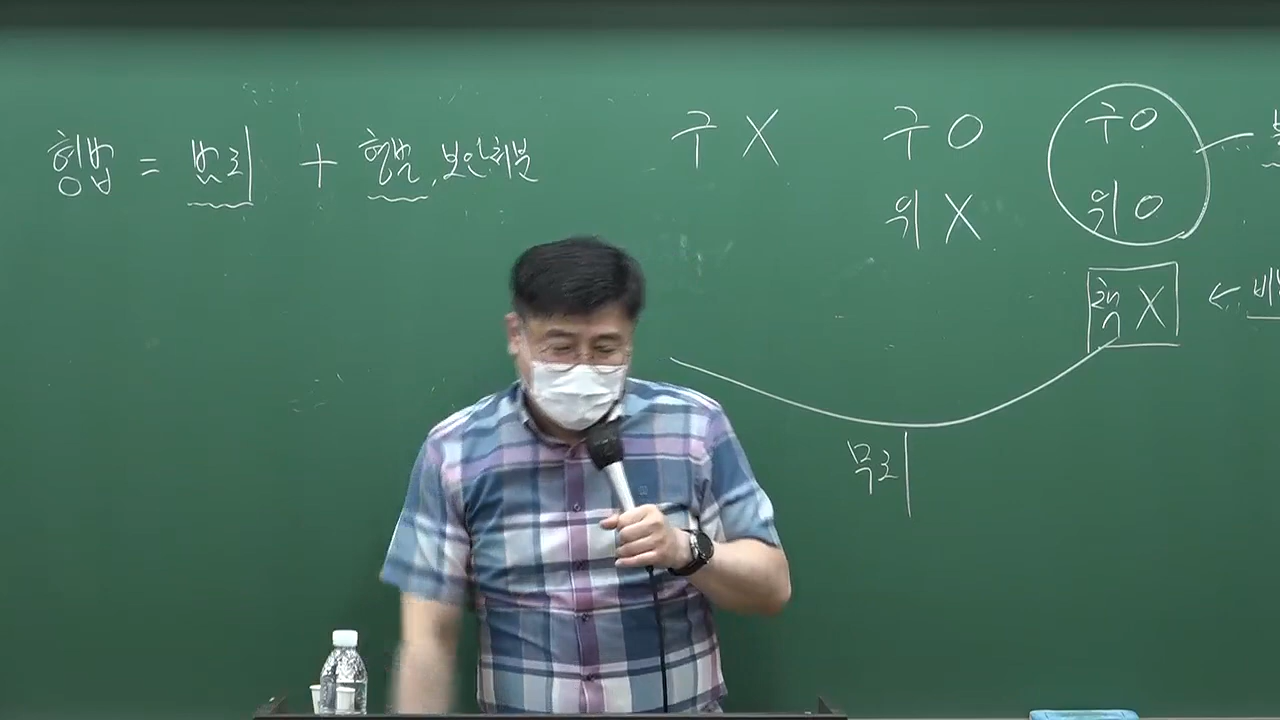 형법 = 범죄 + 형벌, 보안처분
구 X
구 O
위 X
구 O
위 O
책 X
무죄